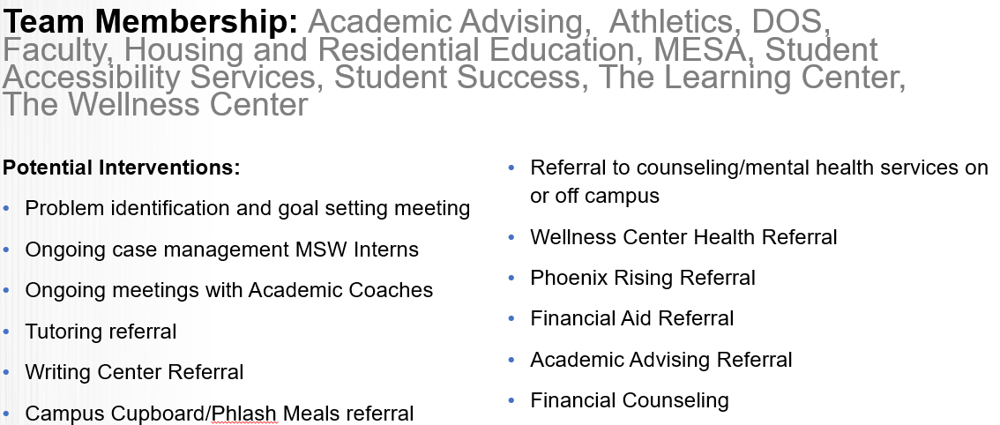 Team Membership: Academic Advising,  Athletics, DOS,
Faculty, Housing and Residential Education, MESA, Student
Accessibility Services, Student Success, The Learning Center,
The Wellness Center
Potential Interventions:
• Problem identification and goal setting meeting
• Ongoing case management MSW Interns
• Ongoing meetings with Academic Coaches
• Tutoring referral
• Writing Center Referral
• Campus Cupboard/Phlash Meals referral
• Referral to counseling/mental health services on
or off campus
• Wellness Center Health Referral
• Phoenix Rising Referral
• Financial Aid Referral
• Academic Advising Referral
• Financial Counseling